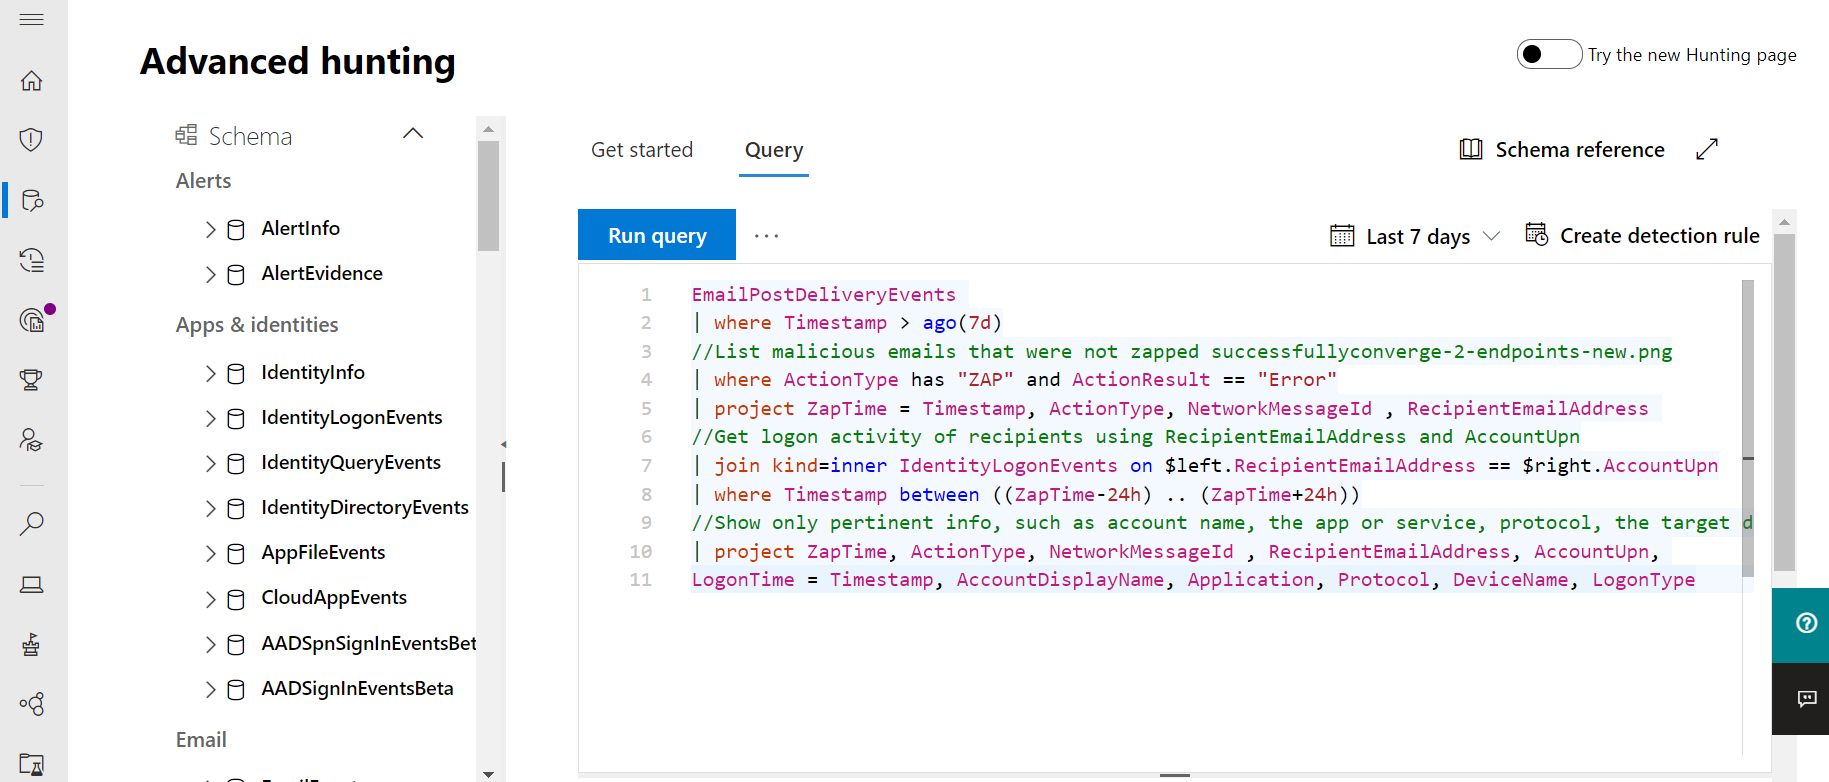 Advanced hunting
Try the new Hunting page
Schema
Alerts
AlertInfo
AlertEvidence
Apps & identities
IdentityInfo
IdentityLogonEvents
IdentityQueryEvents
IdentityDirectoryEvents
AppFileEvents
CloudAppEvents
AADSpnSignInEventsBet
AADSignInEventsBeta
Email
Get started
Query
Schema reference
Run query
···
Last 7 days
Create detection rule
1 EmailPostDeliveryEvents
2 | where Timestamp > ago(7d)
3 //List malicious emails that were not zapped successfullyconverge-2-endpoints-new.png
4 | where ActionType has "ZAP" and ActionResult == "Error"
5 | project ZapTime = Timestamp, ActionType, NetworkMessageId , RecipientEmailAddress
6 //Get logon activity of recipients using RecipientEmailAddress and AccountUpn
7 | join kind=inner IdentityLogonEvents on $left.RecipientEmailAddress == $right.AccountUpn
8 | where Timestamp between ((ZapTime-24h) .. (ZapTime+24h))
9 //Show only pertinent info, such as account name, the app or service, protocol, the target d
10 | project ZapTime, ActionType, NetworkMessageId , RecipientEmailAddress, AccountUpn,
11 LogonTime = Timestamp, AccountDisplayName, Application, Protocol, DeviceName, LogonType